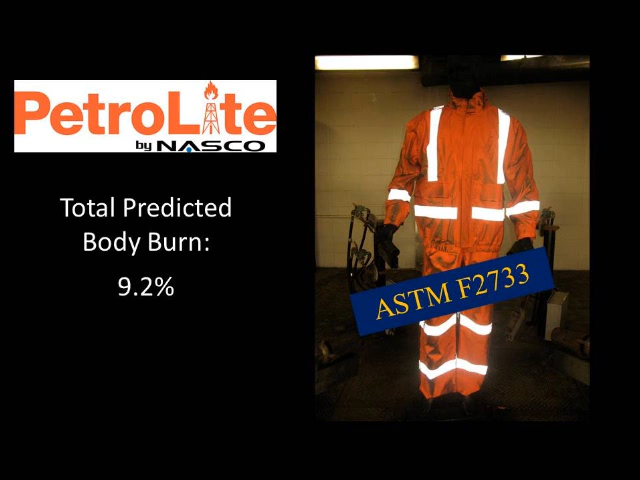 PetroLite
by NASCO
Total Predicted
Body Burn:
9.2%
ASTM F2733